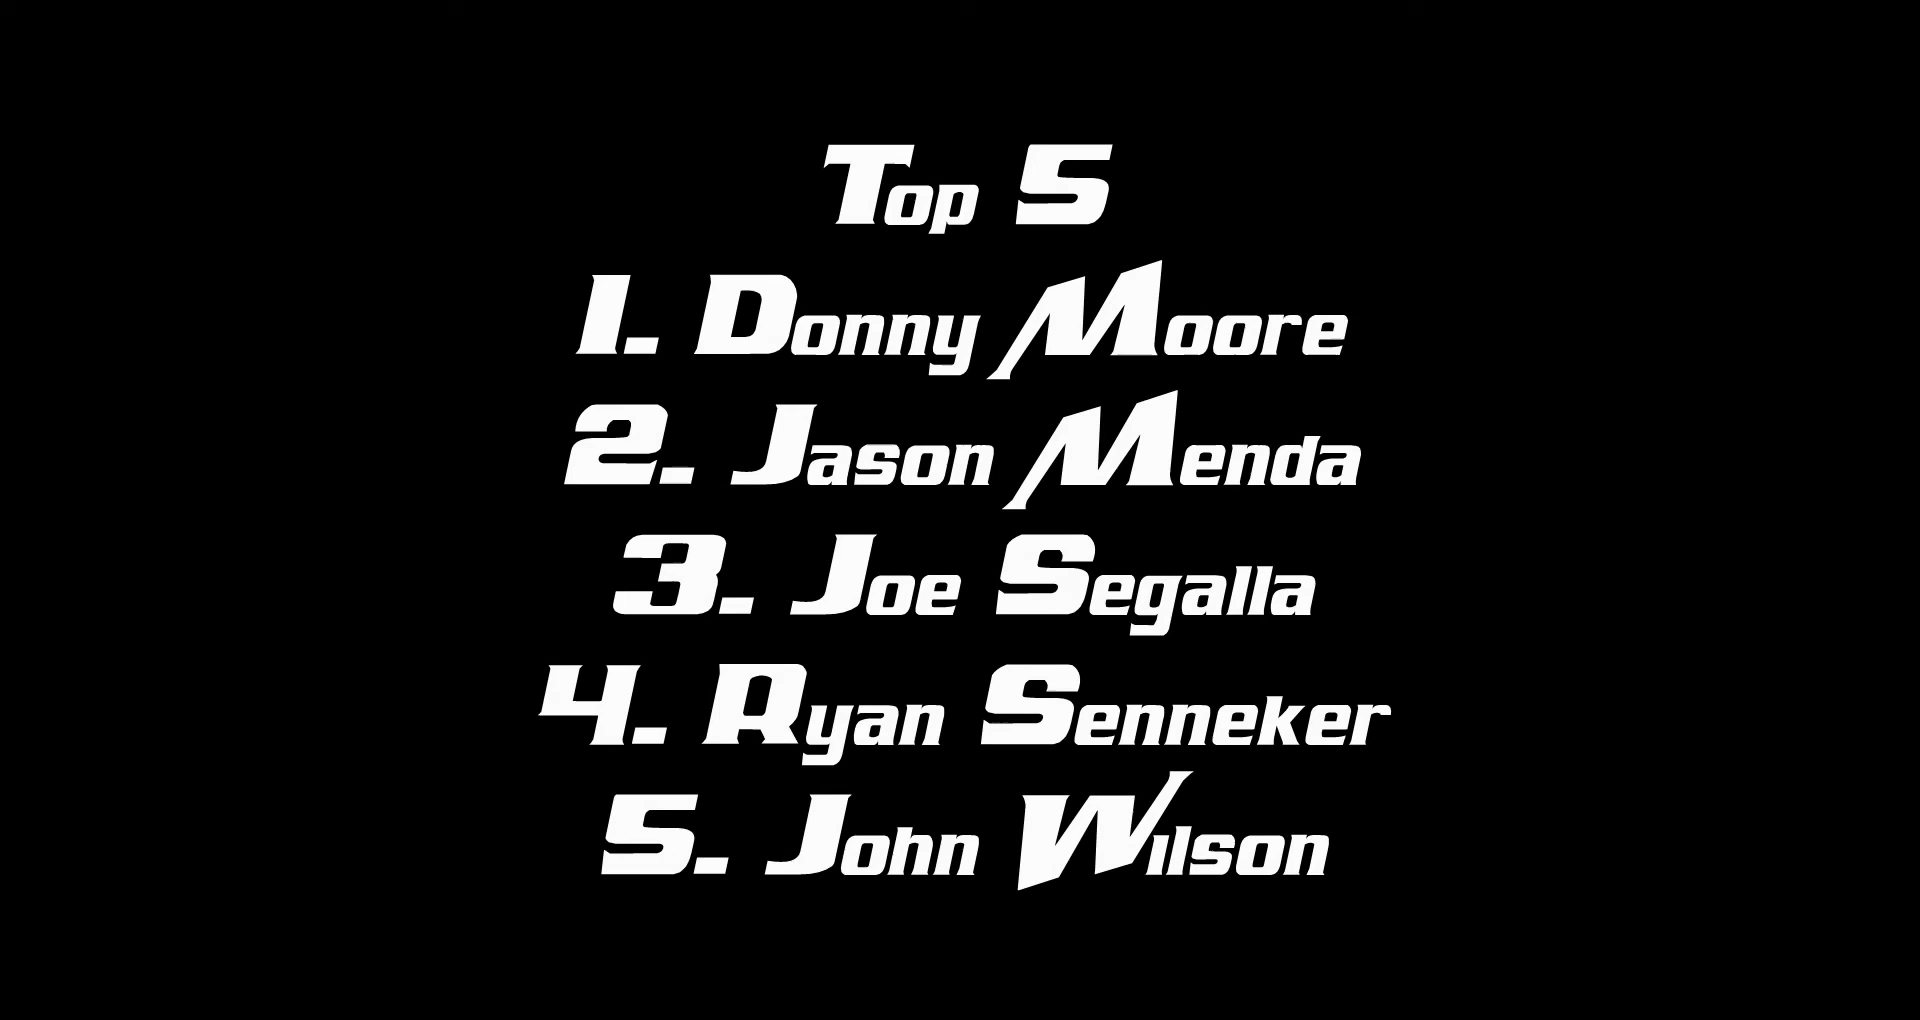 Top 5
1. Donny Moore
2. Jason Menda
3. Joe Segalla
4. Ryan Senneker
5. John Wilson